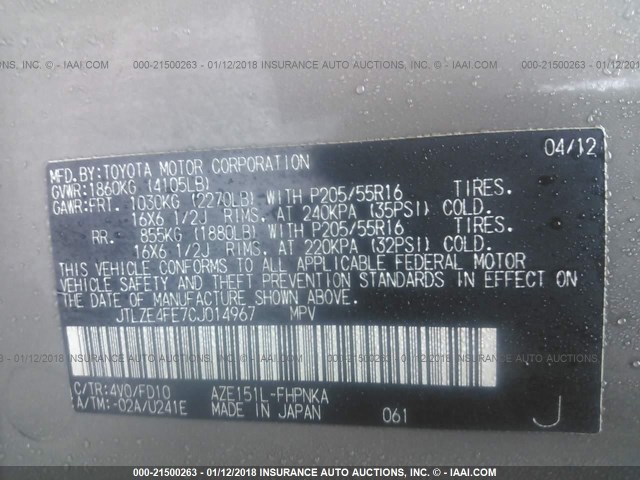 ANCE AUTO AUCTIONS, INC. - IAAI.COM 000-21500263 - 01/12/2018 INSURANCE AUTO AUCTIONS, INC. - IAAI.COM 000-21500263 - 01/12/2018 INSUR
MFD.BY:TOYOTA MOTOR CORPORATION 04/12
GVWR:1860KG (4105LB)
GAWR:FRT. 1030KG (2270LB) WITH P205/55R16 TIRES.
16X6 1/2J RIMS. AT 240KPA (35PSI) COLD.
RR. 855KG (1880LB) WITH P205/55R16 TIRES.
16X6 1/2J RIMS. AT 220KPA (32PSI) COLD.
THIS VEHICLE CONFORMS TO ALL APPLICABLE FEDERAL MOTOR
VEHICLE SAFETY AND THEFT PREVENTION STANDARDS IN EFFECT ON
THE DATE OF MANUFACTURE SHOWN ABOVE.
JTLZE4FE7CJ014967 MPV
C/TR:4V0/FD10 AZE151L-FHPNKA
A/TM:-02A/U241E MADE IN JAPAN 061 J
000-21500263 - 01/12/2018 INSURANCE AUTO AUCTIONS, INC. - IAAI.COM